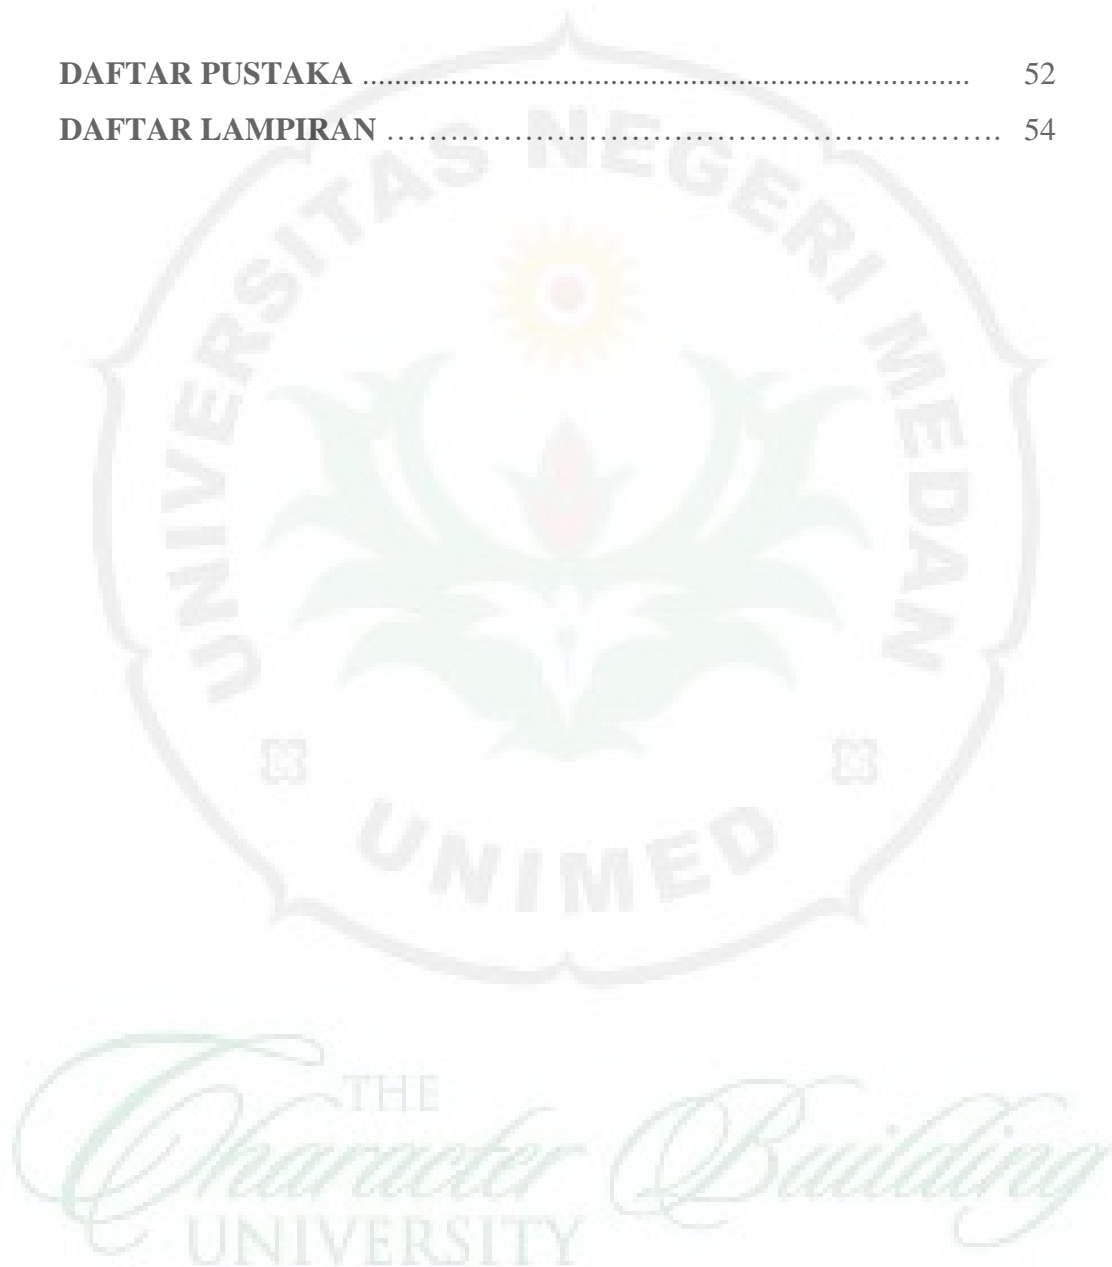 DAFTAR PUSTAKA ........................................................................... 52
DAFTAR LAMPIRAN ………………………………………………. 54
UNIVERSITAS NEGERI MEDAN
UNIMED
THE
Character Building
UNIVERSITY